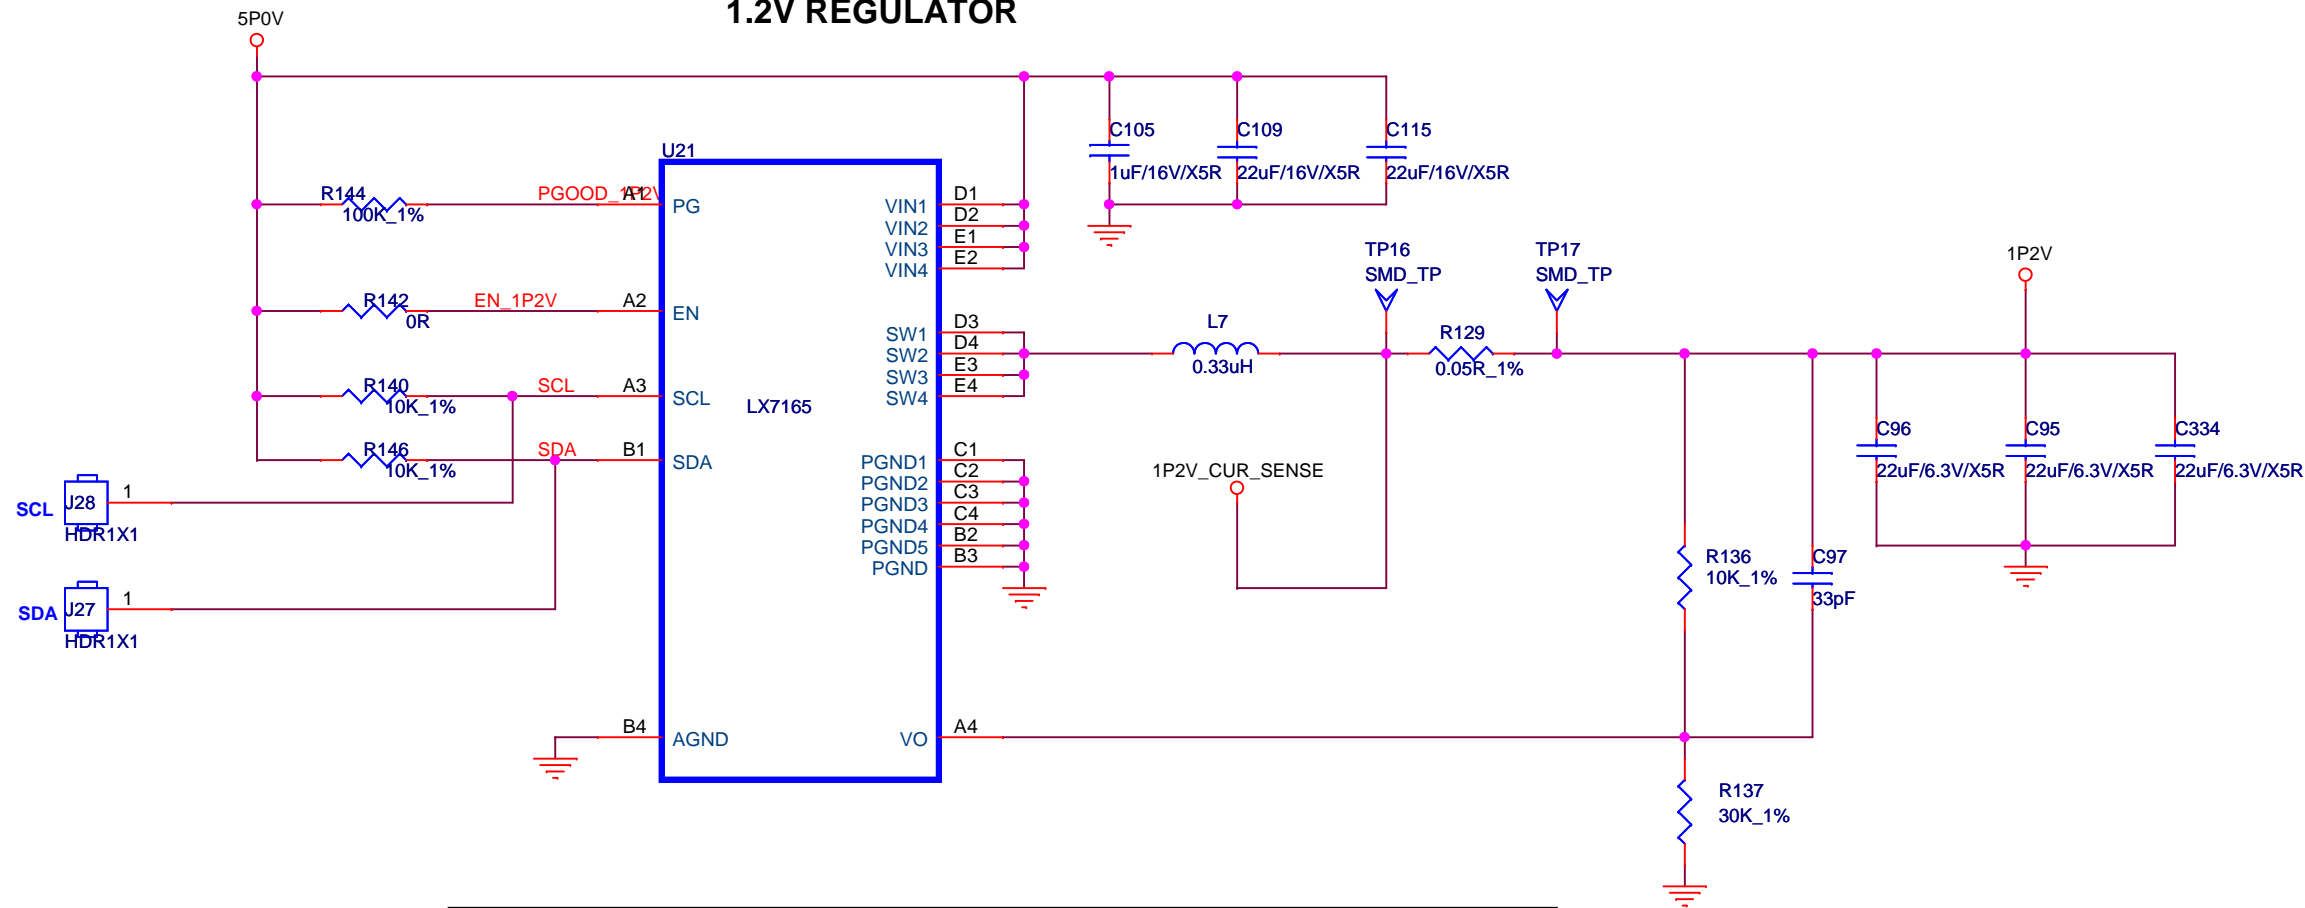 1.2V REGULATOR
5P0V
C105
1uF/16V/X5R
C109
22uF/16V/X5R
C115
22uF/16V/X5R
U21
R144
100K_1%
PGOOD_1P2V
A1
PG
R142
0R
EN_1P2V
A2
EN
R140
10K_1%
SCL
A3
SCL
R146
10K_1%
SDA
B1
SDA
LX7165
VIN1
D1
VIN2
D2
VIN3
E1
VIN4
E2
SW1
D3
SW2
D4
SW3
E3
SW4
E4
PGND1
C1
PGND2
C2
PGND3
C3
PGND4
C4
PGND5
B2
PGND
B3
L7
0.33uH
TP16
SMD_TP
TP17
SMD_TP
R129
0.05R_1%
1P2V
1P2V_CUR_SENSE
C96
22uF/6.3V/X5R
C95
22uF/6.3V/X5R
C334
22uF/6.3V/X5R
SCL
J28
1
HDR1X1
SDA
J27
1
HDR1X1
R136
10K_1%
C97
33pF
B4
AGND
VO
A4
R137
30K_1%